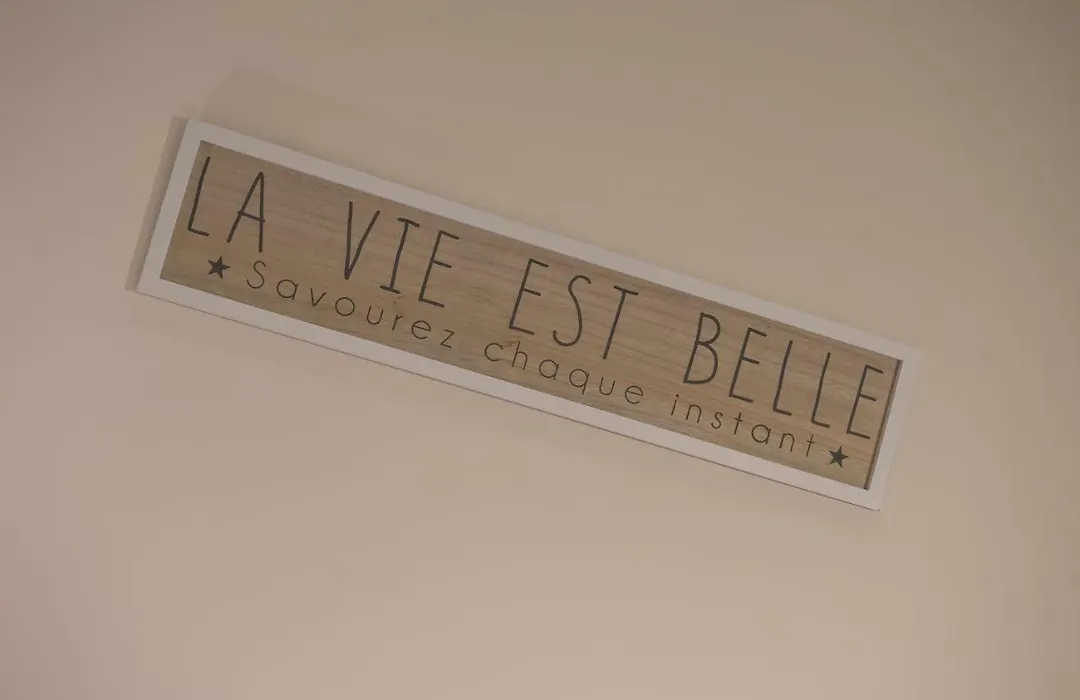 LA VIE EST BELLE
★ Savourez chaque instant ★